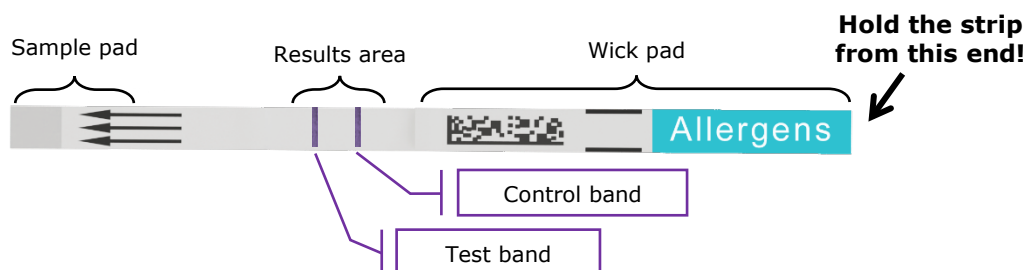 Hold the strip
from this end!
Sample pad
Results area
Wick pad
Allergens
Control band
Test band